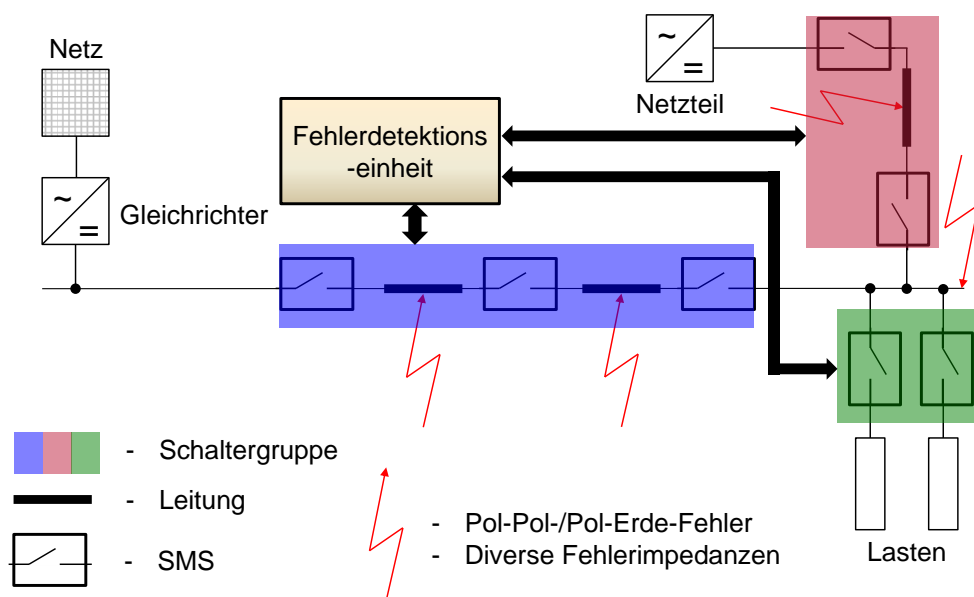 Netz
~
=
Netzteil
Fehlerdetektions
-einheit
~
=
Gleichrichter
- Schaltergruppe
- Leitung
- SMS
- Pol-Pol-/Pol-Erde-Fehler
- Diverse Fehlerimpedanzen
Lasten